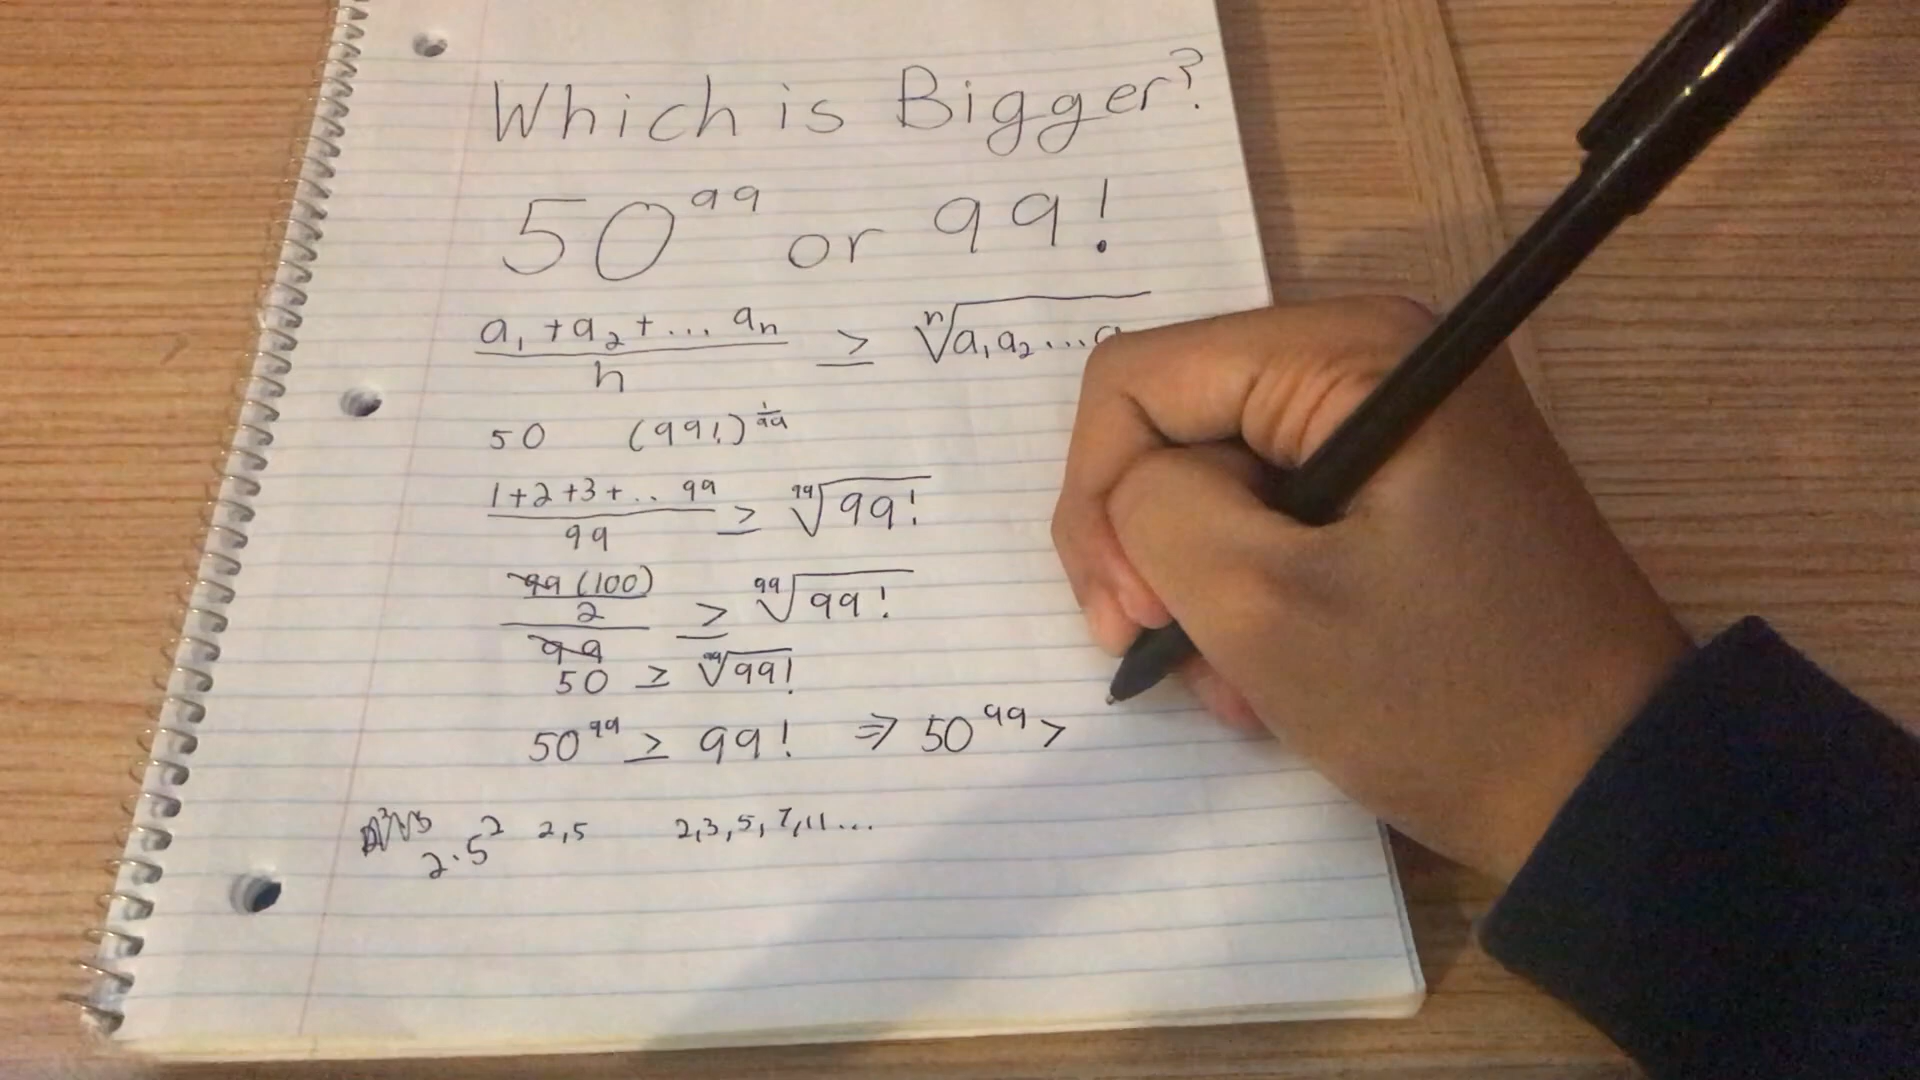 Which is Bigger?
50^99 or 99!
a₁ + a₂ + ... aₙ / n ≥ ⁿ√a₁a₂...
50 (99!)^1/99
1+2+3+.. 99 / 99 ≥ ⁹⁹√99!
99(100)/2 / 99 ≥ ⁹⁹√99!
50 ≥ ⁹⁹√99!
50^99 ≥ 99! ⇒ 50^99 >
2·5² 2,5 2,3,5,7,11...